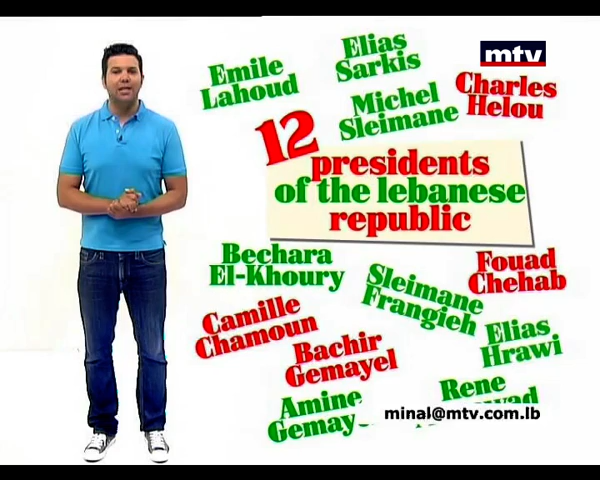 mtv
Emile
Lahoud
Elias
Sarkis
Michel
Sleimane
Charles
Helou
12
presidents
of the lebanese
republic
Bechara
El-Khoury
Fouad
Chehab
Sleimane
Frangieh
Camille
Chamoun
Elias
Hrawi
Bachir
Gemayel
Amine
Rene
minal@mtv.com.lb